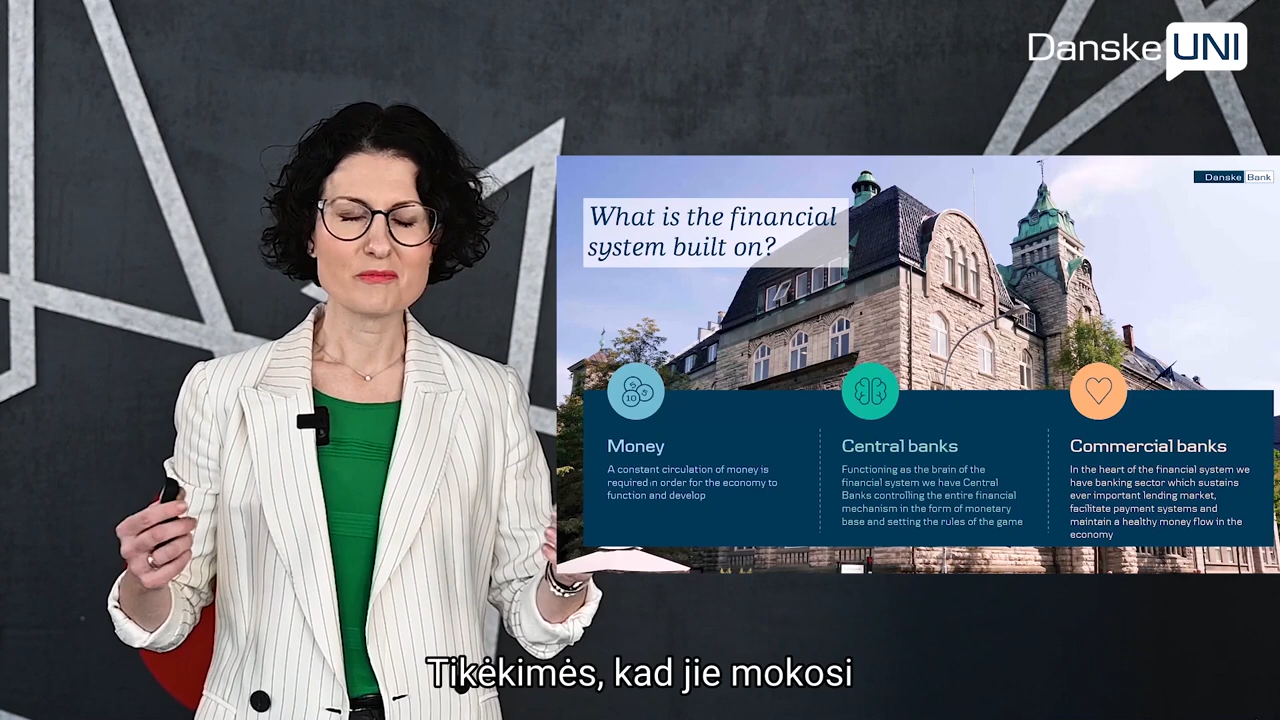 Danske UNI
Danske Bank
What is the financial
system built on?
10
Money
A constant circulation of money is
required in order for the economy to
function and develop
Central banks
Functioning as the brain of the
financial system we have Central
Banks controlling the entire financial
mechanism in the form of monetary
base and setting the rules of the game
Commercial banks
In the heart of the financial system we
have banking sector which sustains
ever important lending market,
facilitate payment systems and
maintain a healthy money flow in the
economy
Tikėkimės, kad jie mokosi